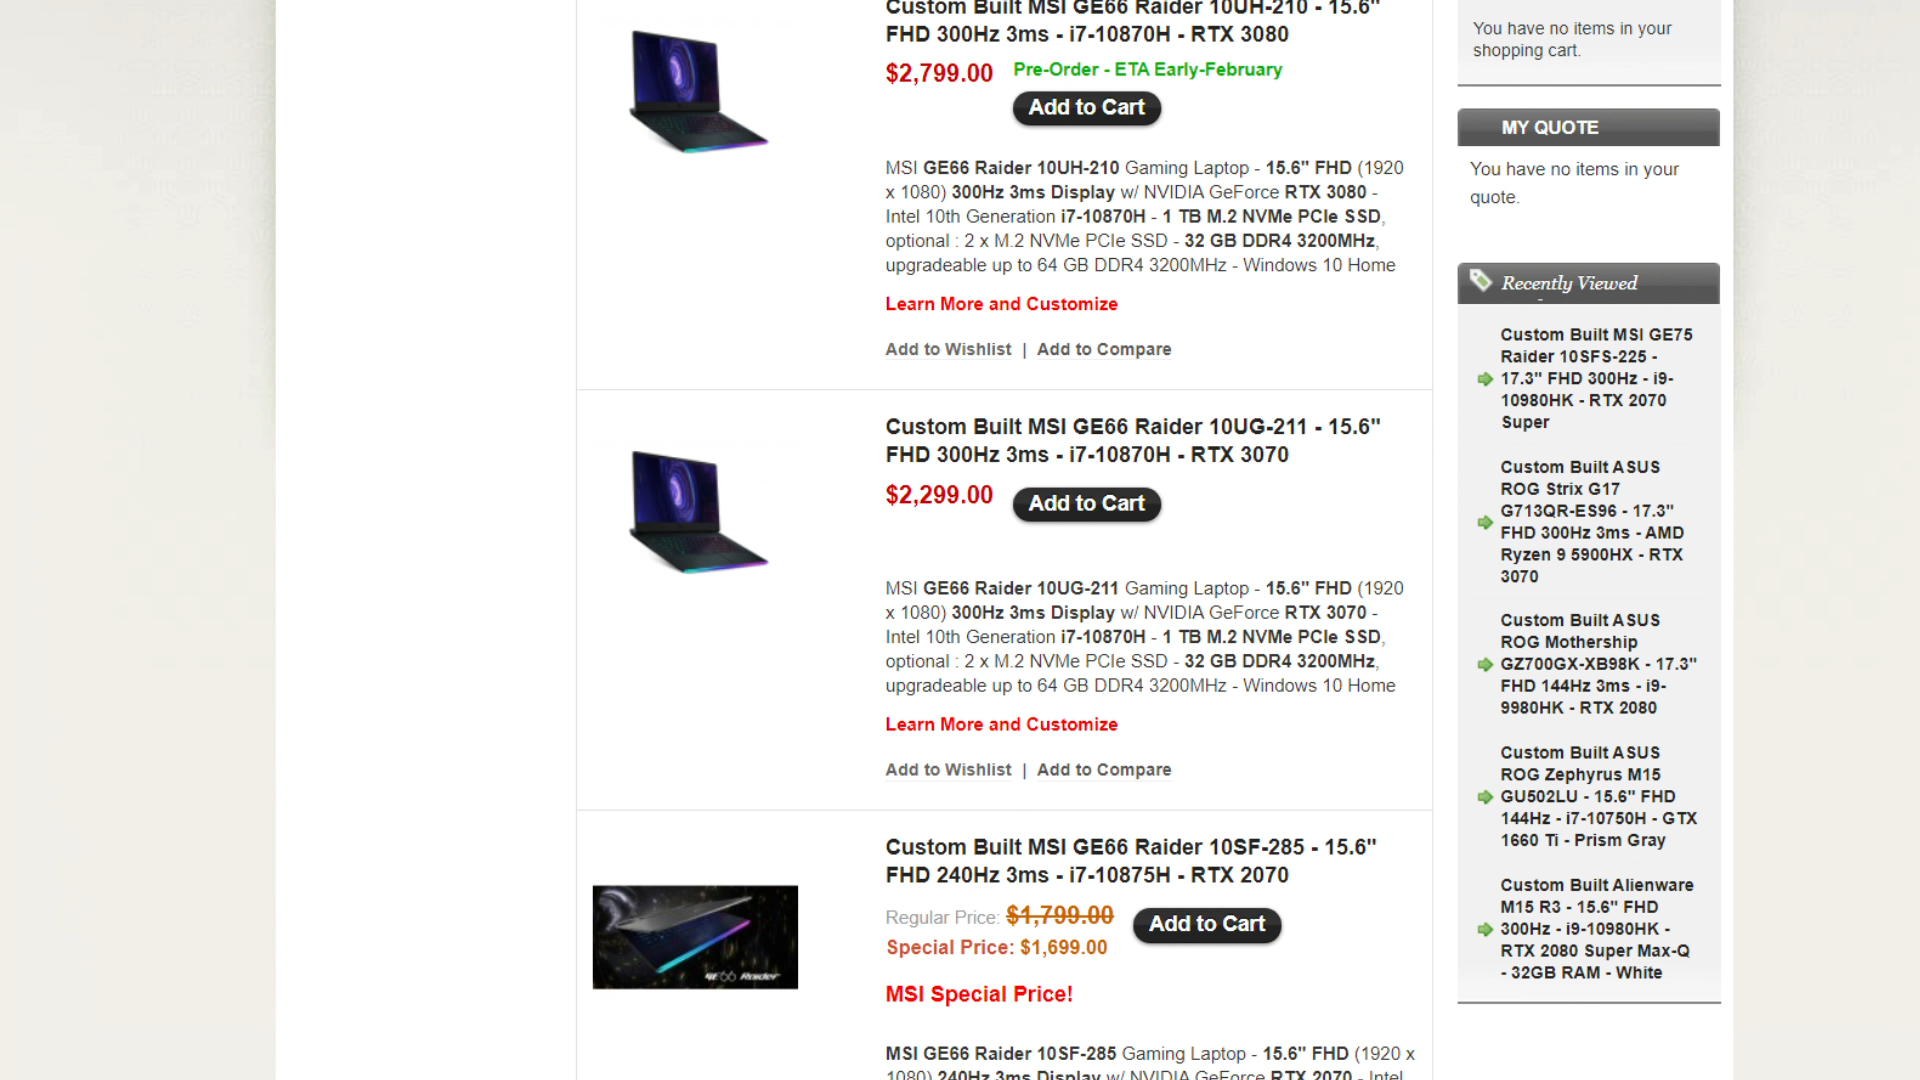 Custom Built MSI GE66 Raider 10UH-210 - 15.6"
FHD 300Hz 3ms - i7-10870H - RTX 3080
$2,799.00
Pre-Order - ETA Early-February
Add to Cart
MSI GE66 Raider 10UH-210 Gaming Laptop - 15.6" FHD (1920
x 1080) 300Hz 3ms Display w/ NVIDIA GeForce RTX 3080 -
Intel 10th Generation i7-10870H - 1 TB M.2 NVMe PCIe SSD,
optional : 2 x M.2 NVMe PCIe SSD - 32 GB DDR4 3200MHz,
upgradeable up to 64 GB DDR4 3200MHz - Windows 10 Home
Learn More and Customize
Add to Wishlist | Add to Compare
Custom Built MSI GE66 Raider 10UG-211 - 15.6"
FHD 300Hz 3ms - i7-10870H - RTX 3070
$2,299.00
Add to Cart
MSI GE66 Raider 10UG-211 Gaming Laptop - 15.6" FHD (1920
x 1080) 300Hz 3ms Display w/ NVIDIA GeForce RTX 3070 -
Intel 10th Generation i7-10870H - 1 TB M.2 NVMe PCIe SSD,
optional : 2 x M.2 NVMe PCIe SSD - 32 GB DDR4 3200MHz,
upgradeable up to 64 GB DDR4 3200MHz - Windows 10 Home
Learn More and Customize
Add to Wishlist | Add to Compare
GE66 Raider
Custom Built MSI GE66 Raider 10SF-285 - 15.6"
FHD 240Hz 3ms - i7-10875H - RTX 2070
Regular Price: $1,799.00
Special Price: $1,699.00
Add to Cart
MSI Special Price!
MSI GE66 Raider 10SF-285 Gaming Laptop - 15.6" FHD (1920 x
1080) 240Hz 3ms Display w/ NVIDIA GeForce RTX 2070 - Intel
You have no items in your
shopping cart.
MY QUOTE
You have no items in your
quote.
Recently Viewed
Custom Built MSI GE75
Raider 10SFS-225 -
17.3" FHD 300Hz - i9-
10980HK - RTX 2070
Super
Custom Built ASUS
ROG Strix G17
G713QR-ES96 - 17.3"
FHD 300Hz 3ms - AMD
Ryzen 9 5900HX - RTX
3070
Custom Built ASUS
ROG Mothership
GZ700GX-XB98K - 17.3"
FHD 144Hz 3ms - i9-
9980HK - RTX 2080
Custom Built ASUS
ROG Zephyrus M15
GU502LU - 15.6" FHD
144Hz - i7-10750H - GTX
1660 Ti - Prism Gray
Custom Built Alienware
M15 R3 - 15.6" FHD
300Hz - i9-10980HK -
RTX 2080 Super Max-Q
- 32GB RAM - White